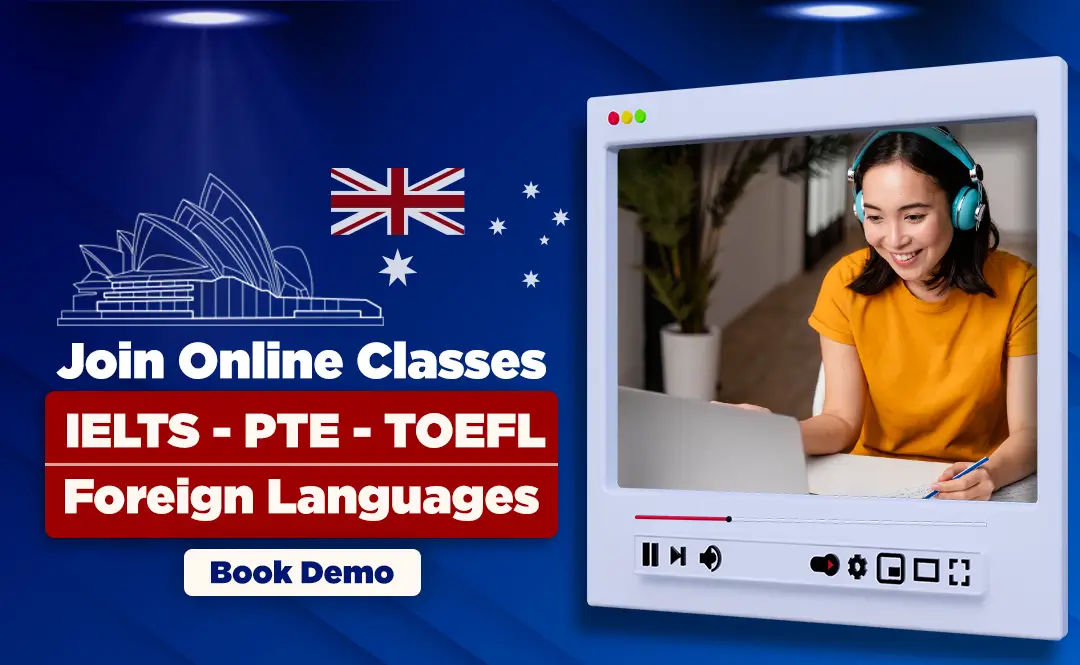 Join Online Classes
IELTS - PTE - TOEFL
Foreign Languages
Book Demo